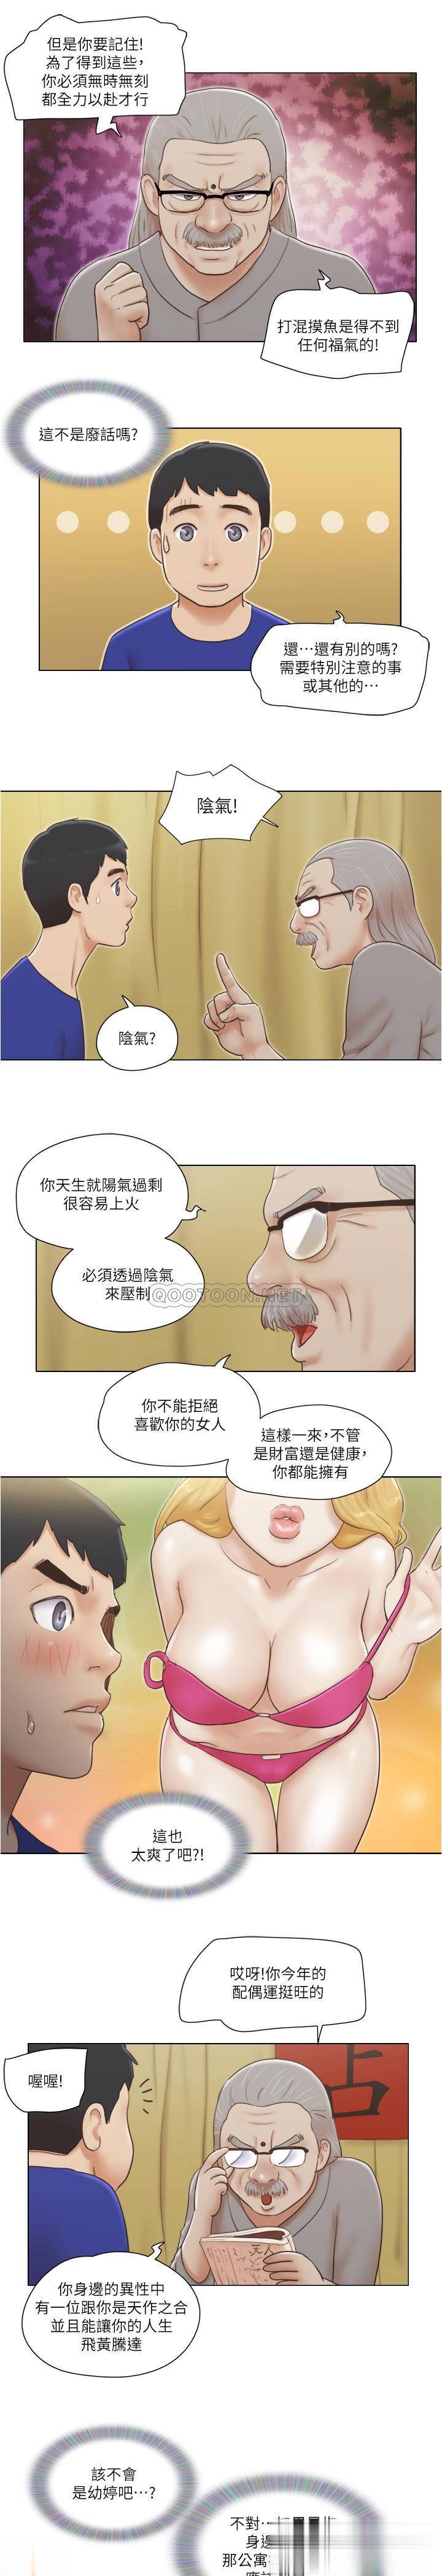 但是你要記住!
為了得到這些，
你必須無時無刻
都全力以赴才行
打混摸魚是得不到
任何福氣的!
這不是廢話嗎?
還⋯還有別的嗎?
需要特別注意的事
或其他的⋯
陰氣!
陰氣?
你天生就陽氣過剩
很容易上火
必須透過陰氣
來壓制
QOOTOON.NET
你不能拒絕
喜歡你的女人
這樣一來，不管
是財富還是健康，
你都能擁有
這也
太爽了吧?!
哎呀!你今年的
配偶運挺旺的
喔喔!
占
你身邊的異性中
有一位跟你是天作之合
並且能讓你的人生
飛黃騰達
該不會
是幼婷吧⋯?
不對⋯
身邊
那公寓